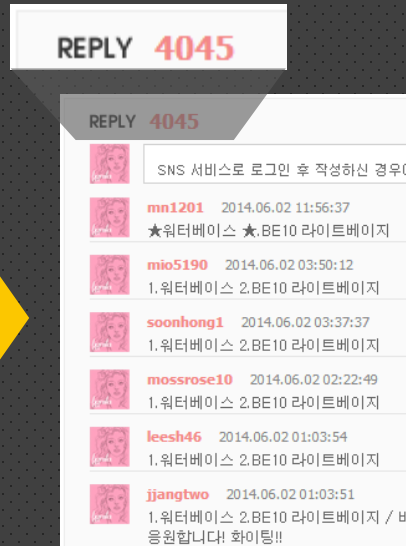 REPLY 4045
REPLY 4045
SNS 서비스로 로그인 후 작성하신 경우
mn1201 2014.06.02 11:56:37
★워터베이스 ★.BE10 라이트베이지
mio5190 2014.06.02 03:50:12
1.워터베이스 2.BE10 라이트베이지
soonhong1 2014.06.02 03:37:37
1.워터베이스 2.BE10 라이트베이지
mossrose10 2014.06.02 02:22:49
1.워터베이스 2.BE10 라이트베이지
leesh46 2014.06.02 01:03:54
1.워터베이스 2.BE10 라이트베이지
jjangtwo 2014.06.02 01:03:51
1.워터베이스 2.BE10 라이트베이지 /
응원합니다! 화이팅!!